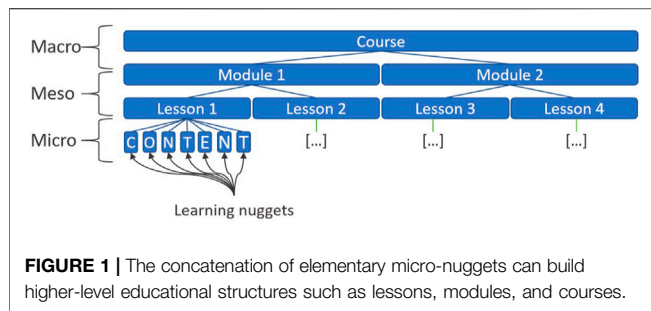 Macro
Course
Meso
Module 1 Module 2
Lesson 1 Lesson 2 Lesson 3 Lesson 4
Micro
C O N T E N T [...] [...] [...]
Learning nuggets
FIGURE 1 | The concatenation of elementary micro-nuggets can build
higher-level educational structures such as lessons, modules, and courses.